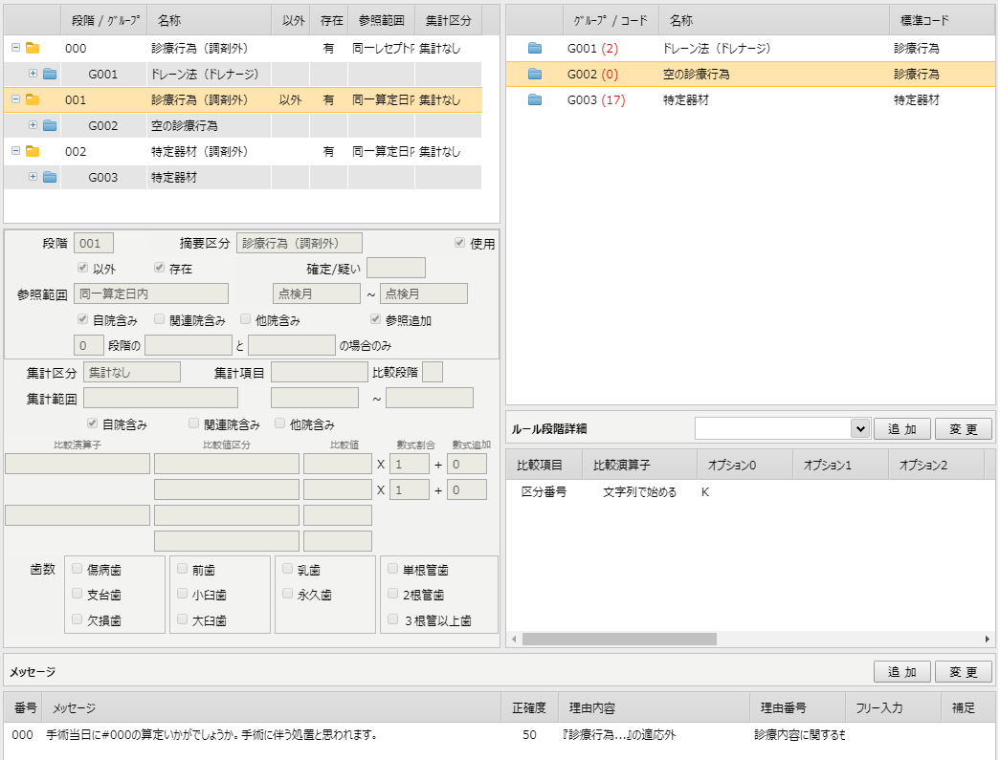 段階 / ｸﾞﾙｰﾌﾟ 名称 以外 存在 参照範囲 集計区分
000 診療行為（調剤外） 有 同一レセプト内 集計なし
G001 ドレーン法（ドレナージ）
001 診療行為（調剤外） 以外 有 同一算定日内 集計なし
G002 空の診療行為
002 特定器材（調剤外） 有 同一算定日内 集計なし
G003 特定器材
ｸﾞﾙｰﾌﾟ / コード 名称 標準コード
G001 (2) ドレーン法（ドレナージ） 診療行為
G002 (0) 空の診療行為 診療行為
G003 (17) 特定器材 特定器材
段階 001 摘要区分 診療行為（調剤外） 使用
以外 存在 確定/疑い
参照範囲 同一算定日内 点検月 ~ 点検月
自院含み 関連院含み 他院含み 参照追加
0 段階の と の場合のみ
集計区分 集計なし 集計項目 比較段階
集計範囲 ~
自院含み 関連院含み 他院含み
比較演算子 比較値区分 比較値 數式割合 數式追加
X 1 + 0
X 1 + 0
歯数 傷病歯 前歯 乳歯 単根管歯
支台歯 小臼歯 永久歯 2根管歯
欠損歯 大臼歯 ３根管以上歯
ルール段階詳細 追 加 変 更
比較項目 比較演算子 オプション0 オプション1 オプション2
区分番号 文字列で始める K
メッセージ 追 加 変 更
番号 メッセージ 正確度 理由内容 理由番号 フリー入力 補足
000 手術当日に#000の算定いかがでしょうか。手術に伴う処置と思われます。 50 『診療行為...』の適応外 診療内容に関するも